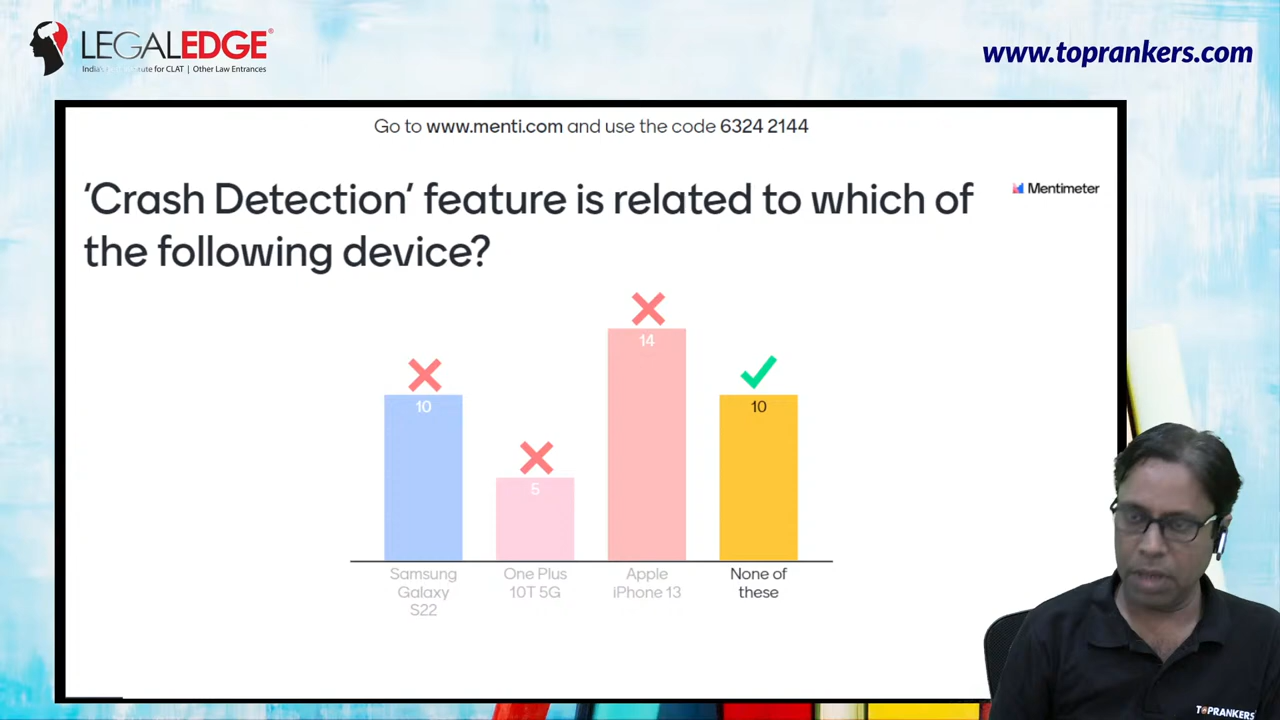 LEGALEDGE
India's
for CLAT | Other Law Entrances
www.toprankers.com
Go to www.menti.com and use the code 6324 2144
'Crash Detection' feature is related to which of
the following device?
Mentimeter
10
5
14
10
Samsung
Galaxy
S22
One Plus
10T 5G
Apple
iPhone 13
None of
these
TOPRANKERS